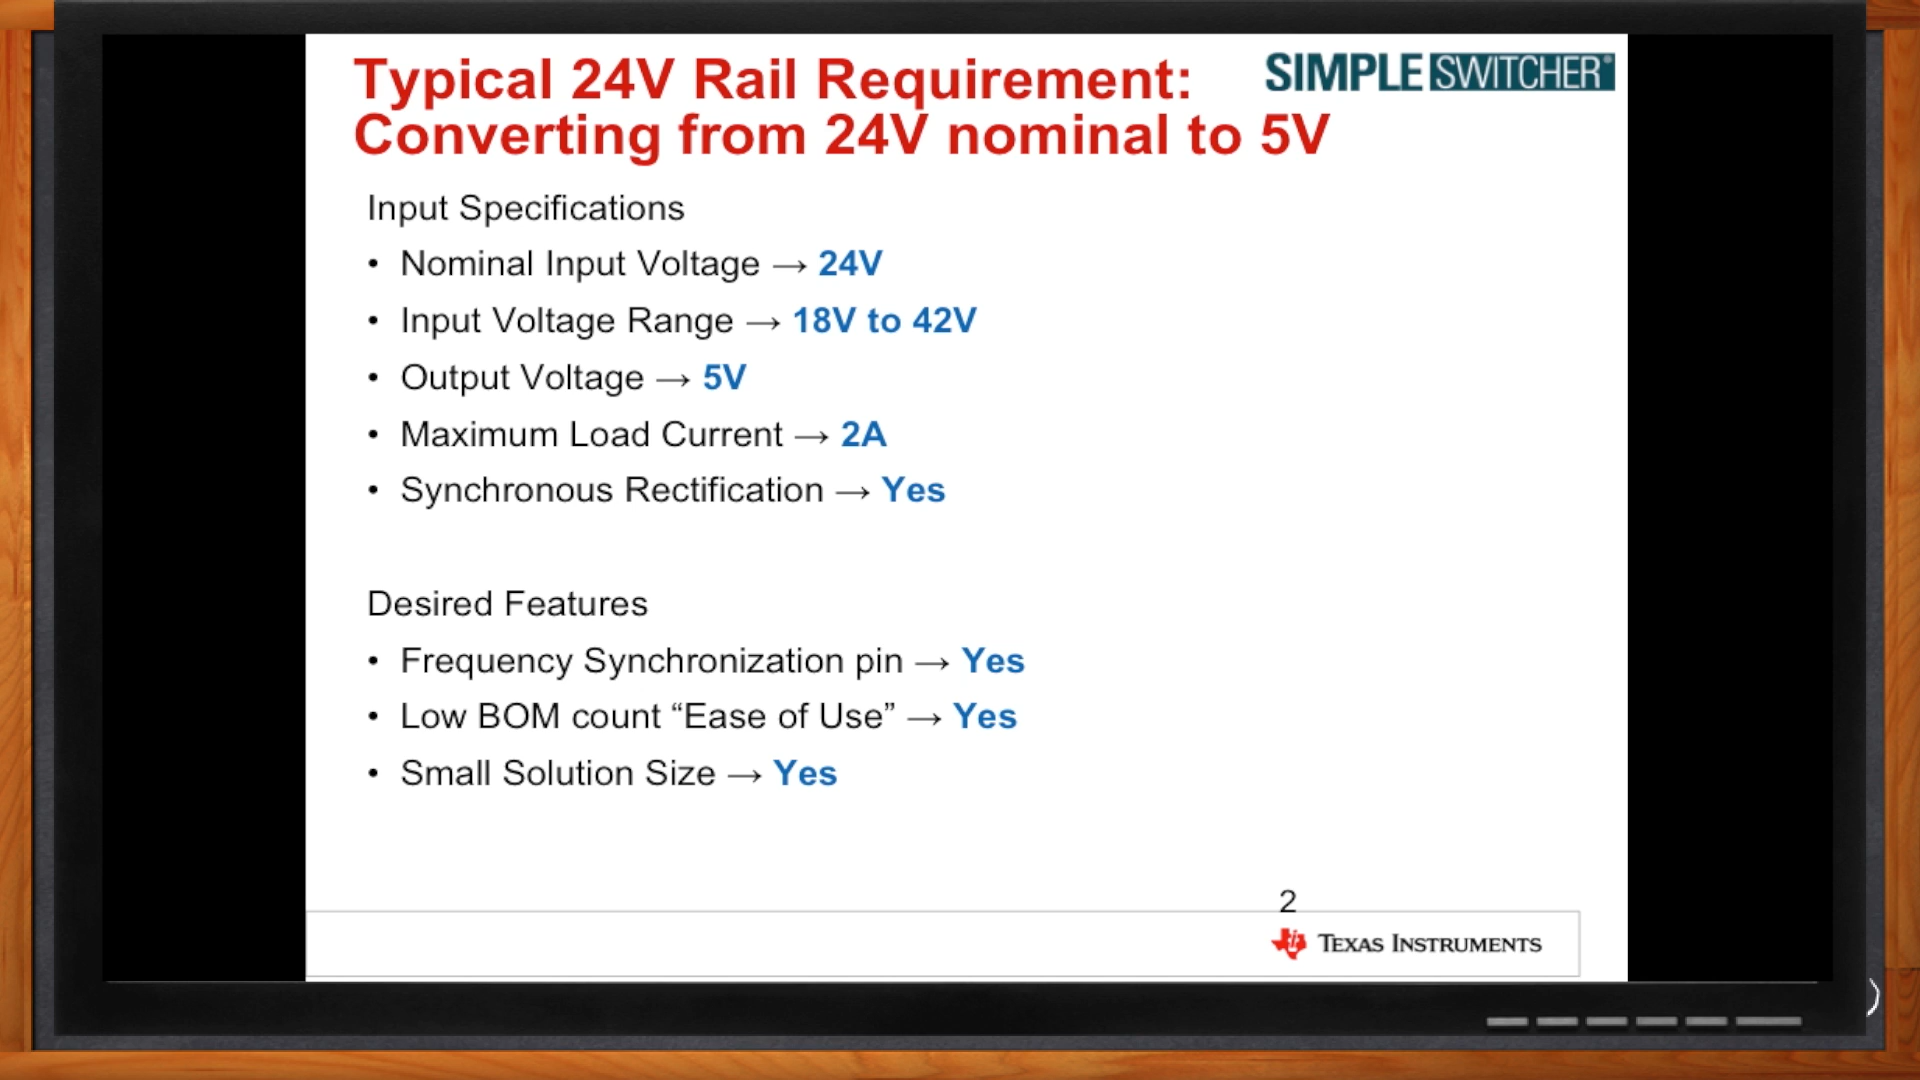 Typical 24V Rail Requirement:
SIMPLE SWITCHER®
Converting from 24V nominal to 5V
Input Specifications
• Nominal Input Voltage → 24V
• Input Voltage Range → 18V to 42V
• Output Voltage → 5V
• Maximum Load Current → 2A
• Synchronous Rectification → Yes
Desired Features
• Frequency Synchronization pin → Yes
• Low BOM count “Ease of Use” → Yes
• Small Solution Size → Yes
2
TEXAS INSTRUMENTS
)